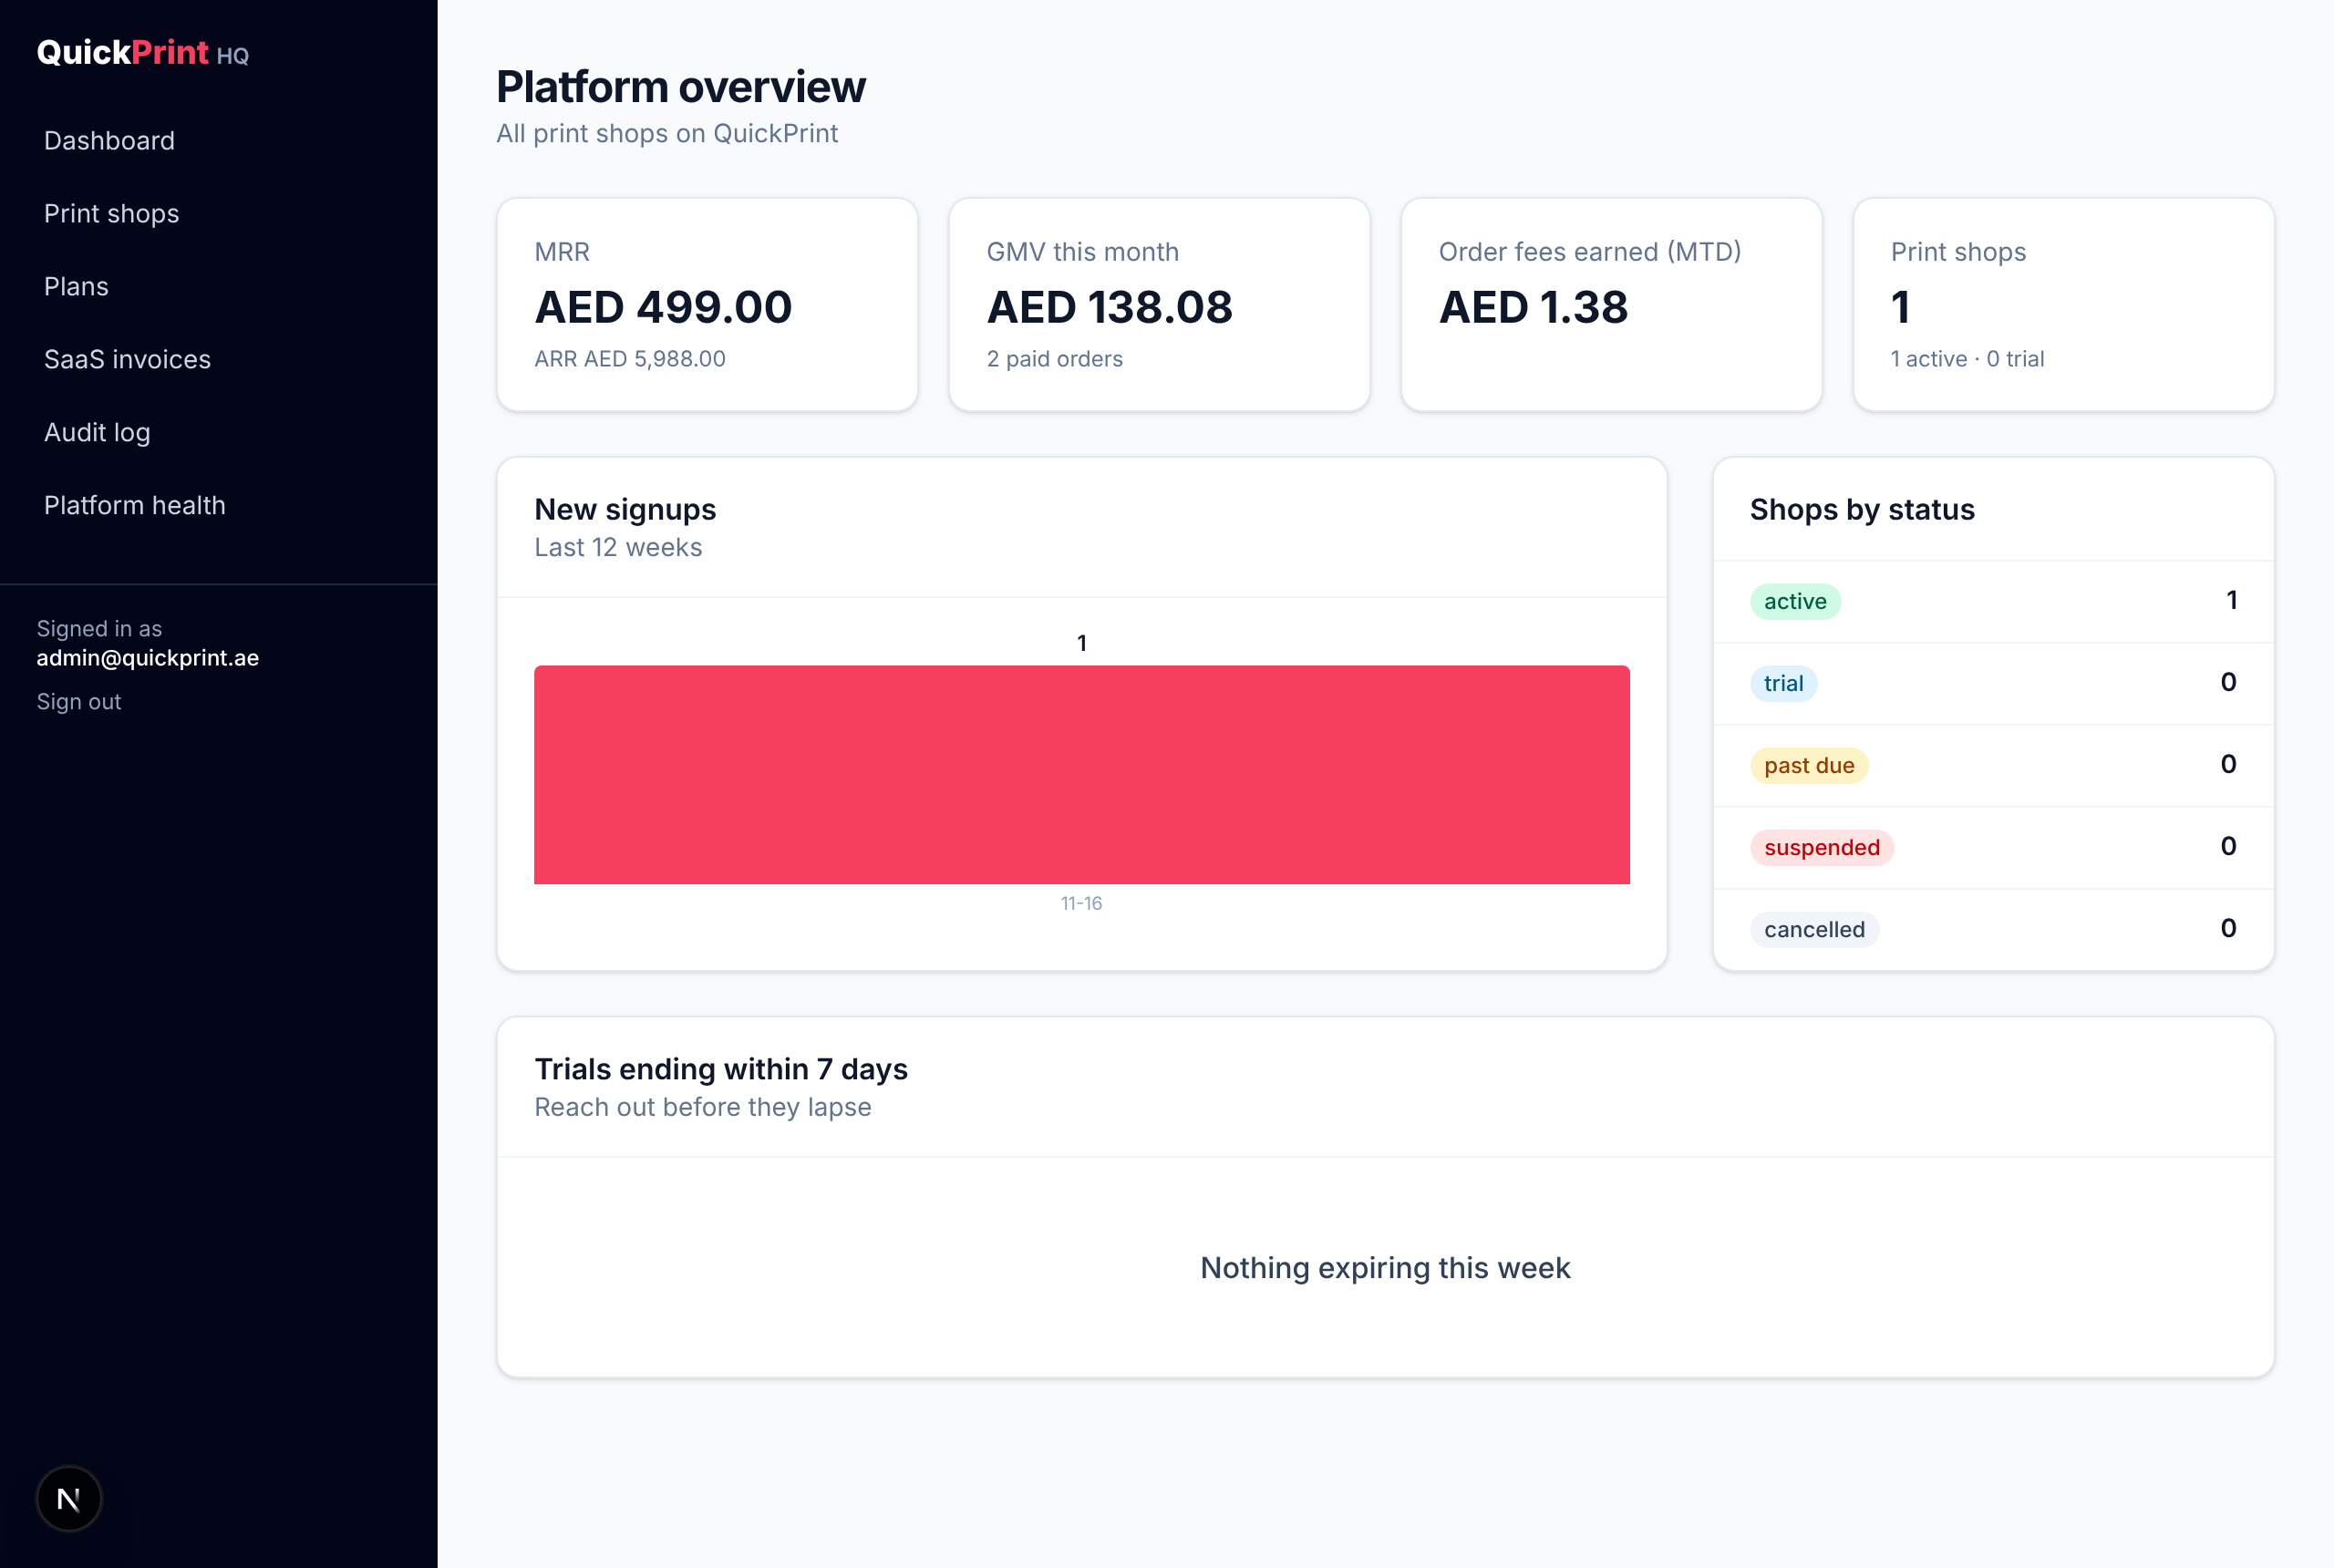 QuickPrint HQ
Dashboard
Print shops
Plans
SaaS invoices
Audit log
Platform health
Signed in as
admin@quickprint.ae
Sign out
N
Platform overview
All print shops on QuickPrint
MRR
AED 499.00
ARR AED 5,988.00
GMV this month
AED 138.08
2 paid orders
Order fees earned (MTD)
AED 1.38
Print shops
1
1 active · 0 trial
New signups
Last 12 weeks
1
11-16
Shops by status
active 1
trial 0
past due 0
suspended 0
cancelled 0
Trials ending within 7 days
Reach out before they lapse
Nothing expiring this week